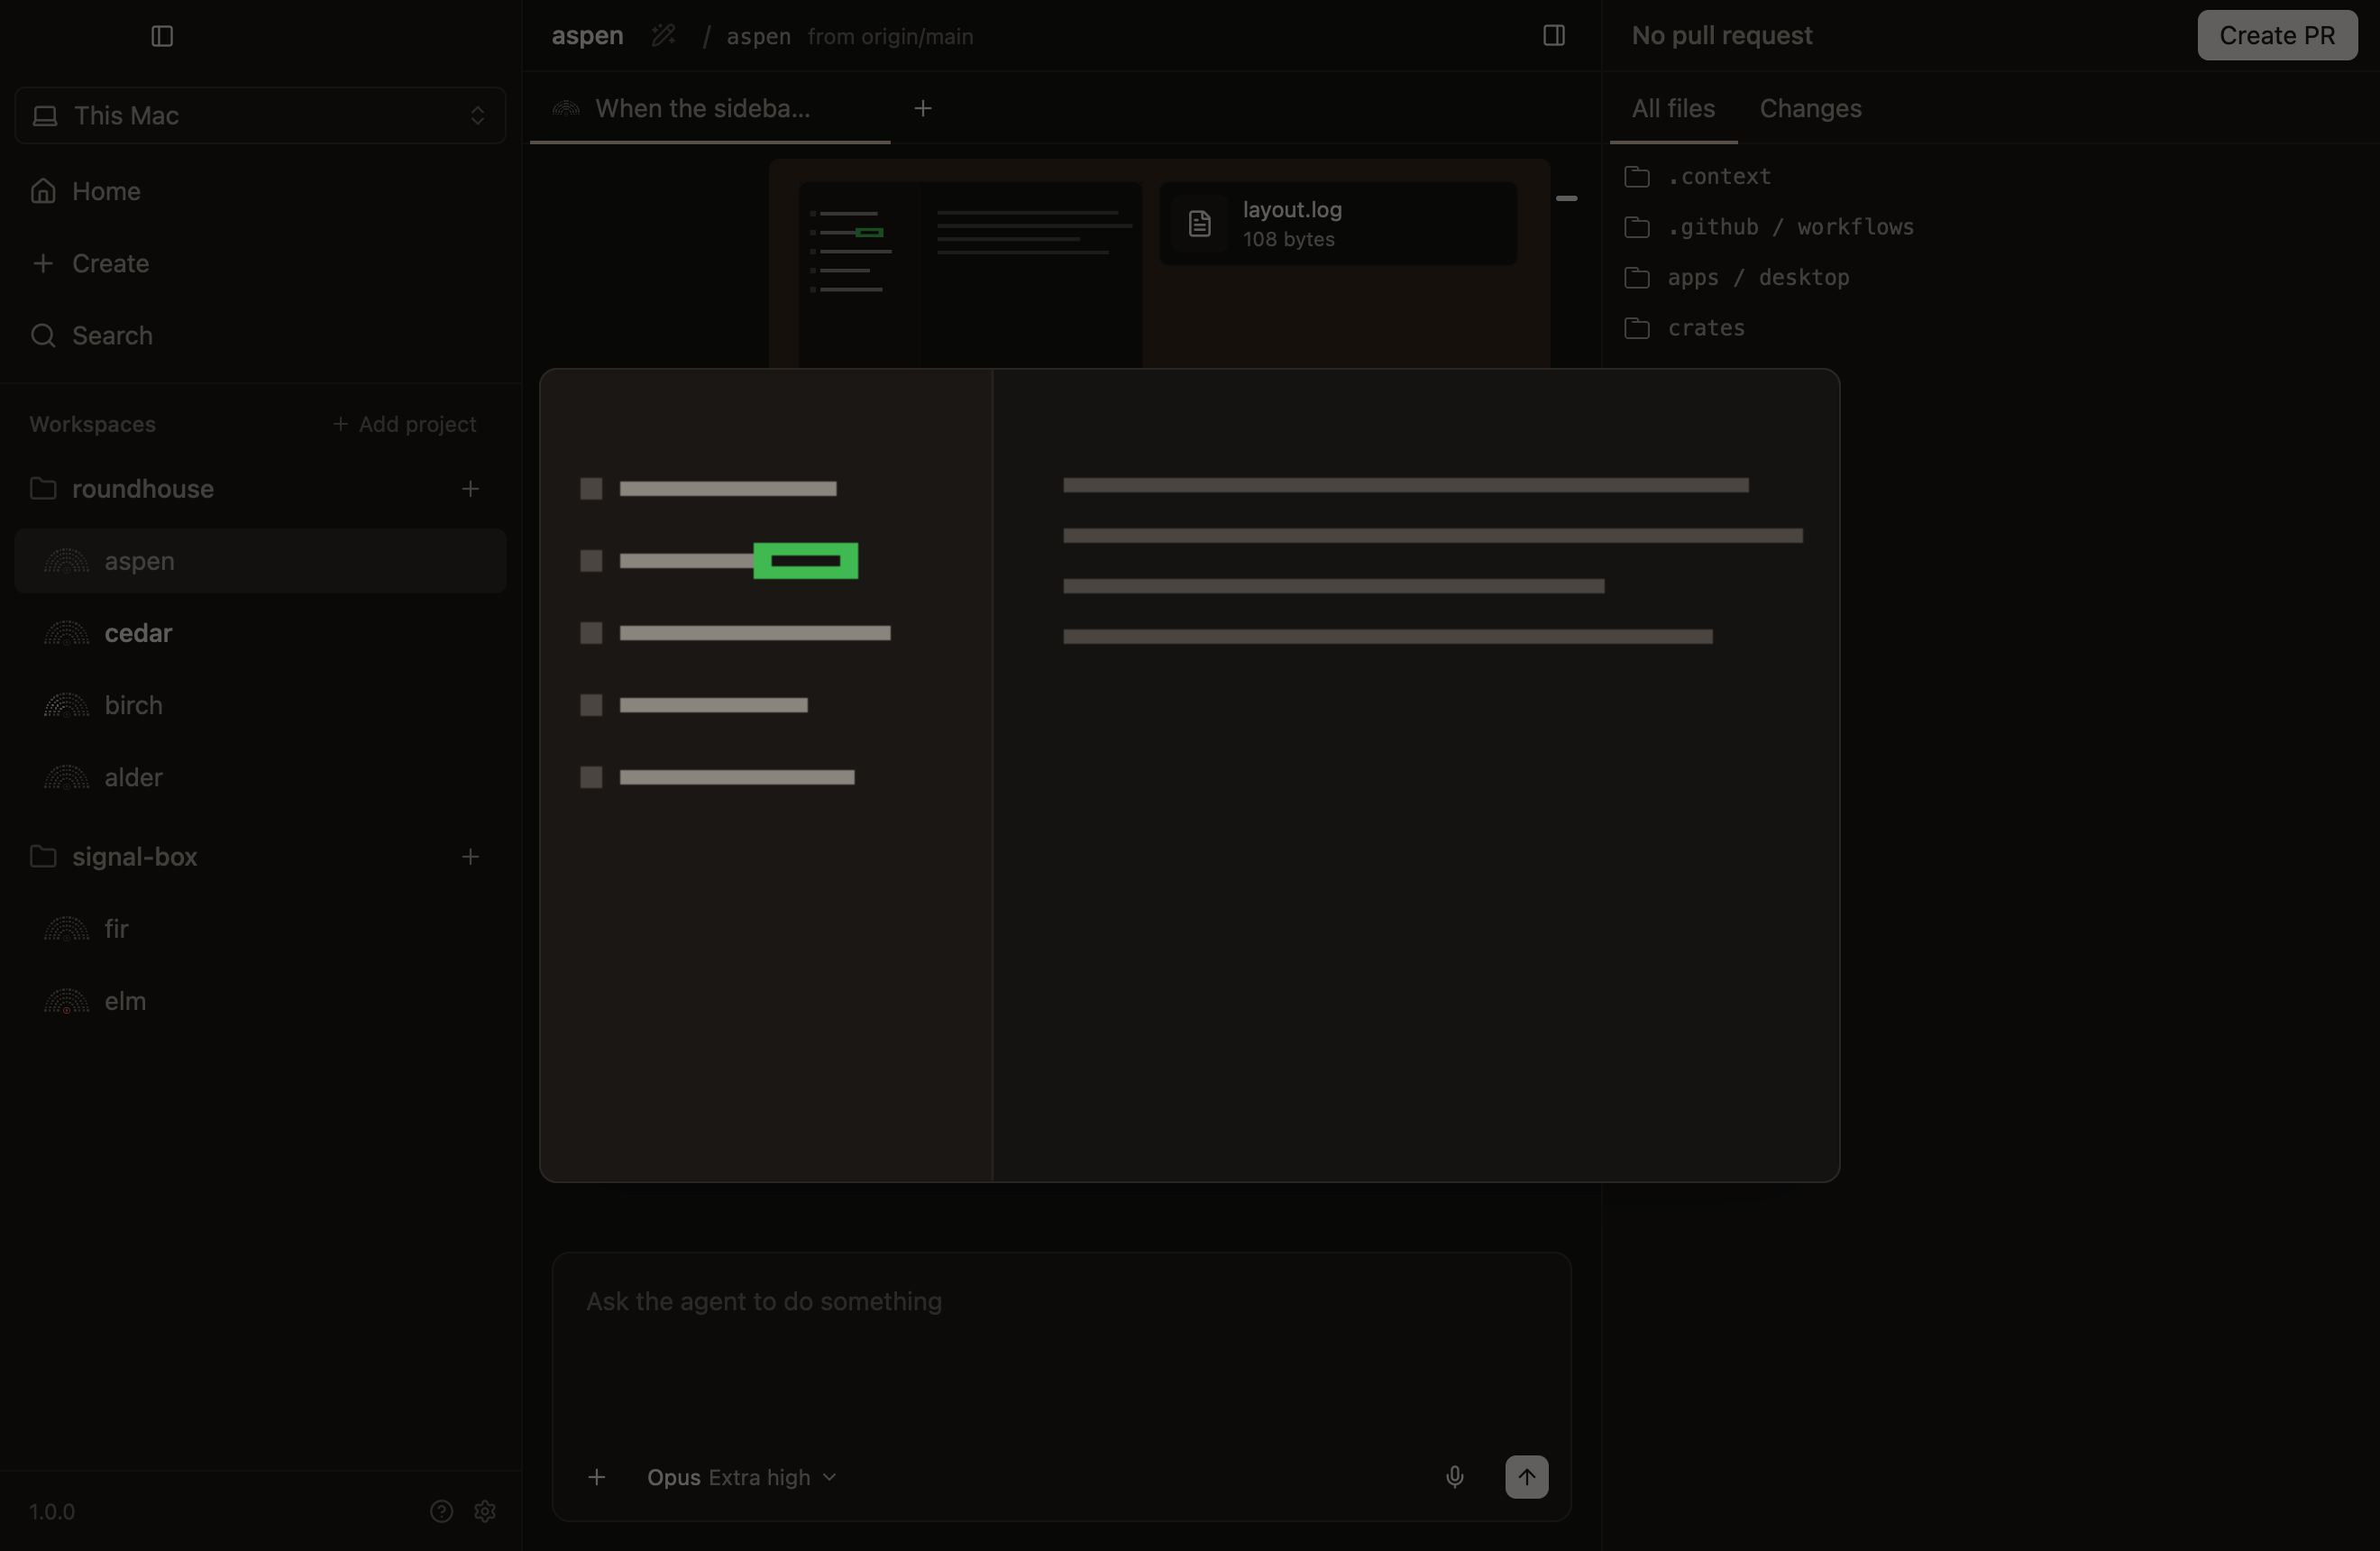 This Mac
Home
Create
Search
Workspaces
Add project
roundhouse
aspen
cedar
birch
alder
signal-box
fir
elm
1.0.0
aspen / aspen from origin/main
When the sideba...
layout.log
108 bytes
Ask the agent to do something
Opus Extra high
No pull request
Create PR
All files Changes
.context
.github / workflows
apps / desktop
crates